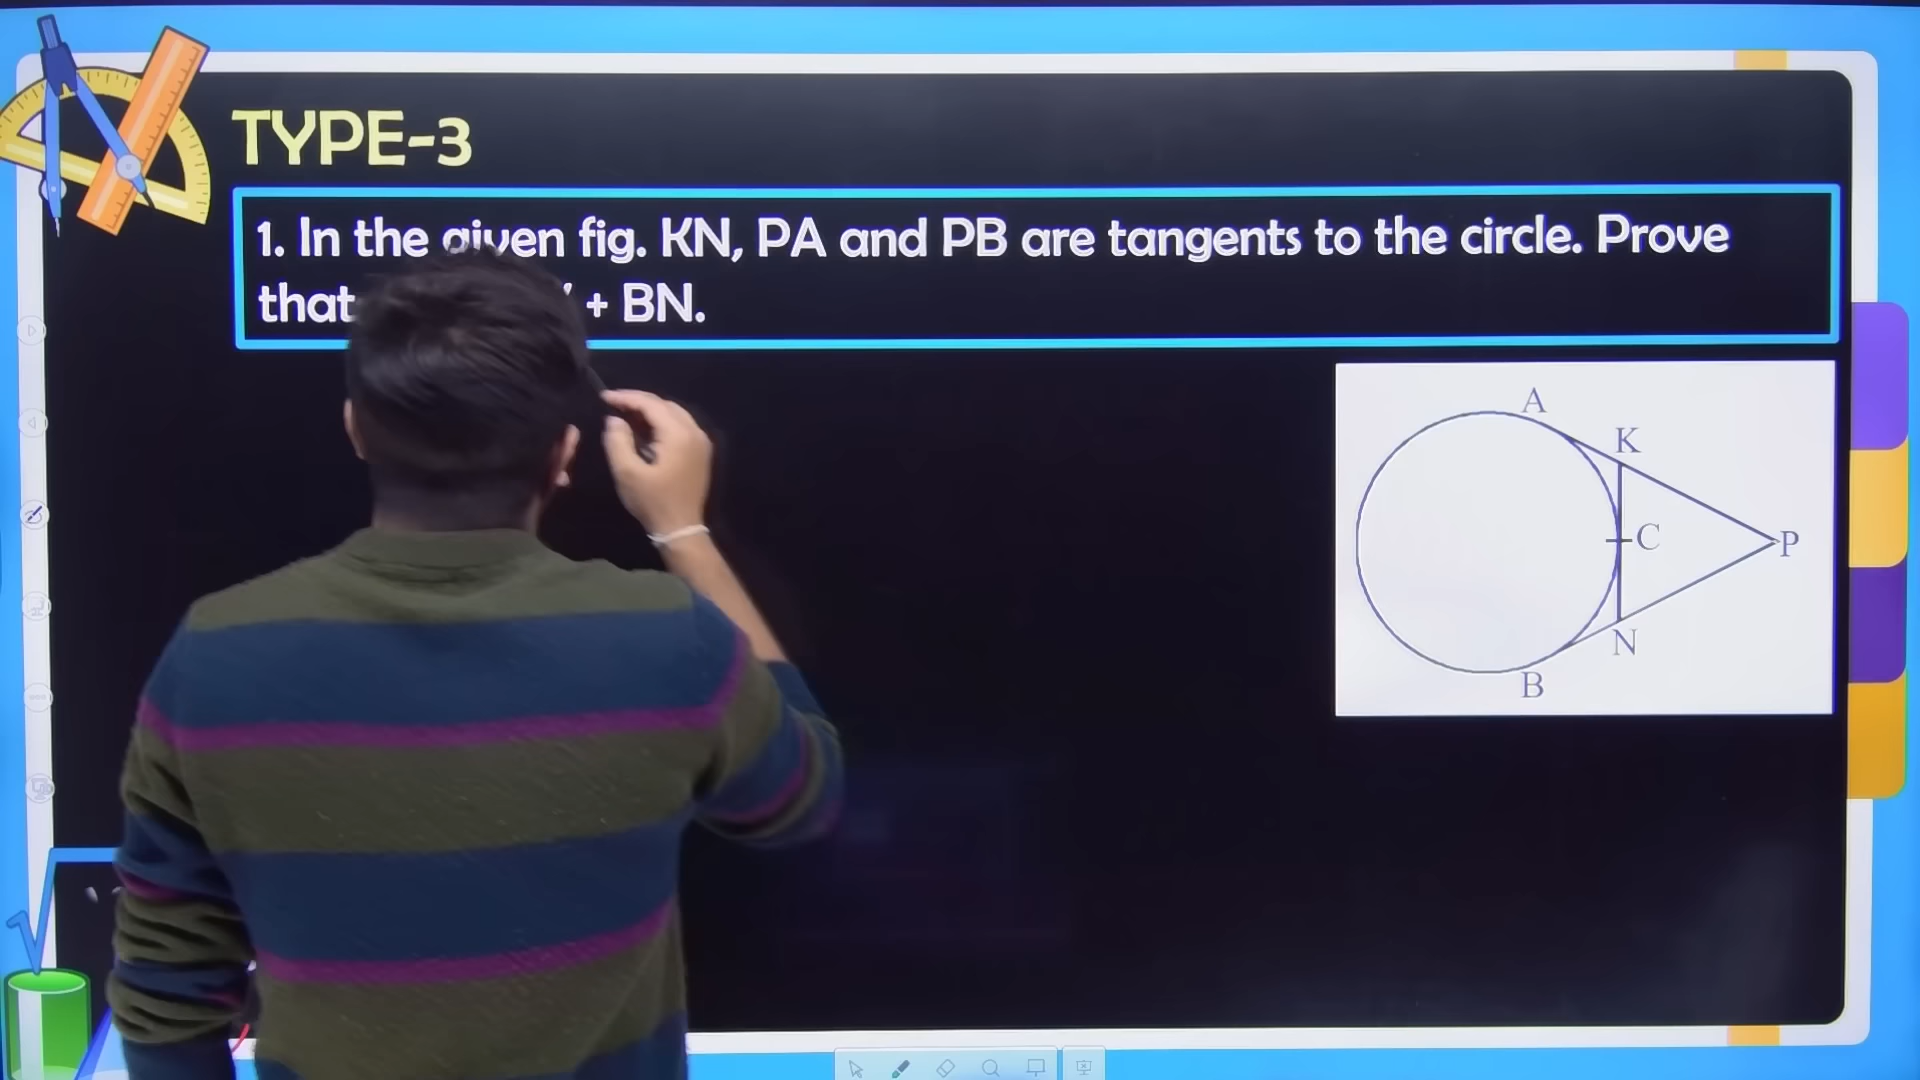 TYPE-3
1. In the given fig. KN, PA and PB are tangents to the circle. Prove
that + BN.
A
K
C
P
N
B